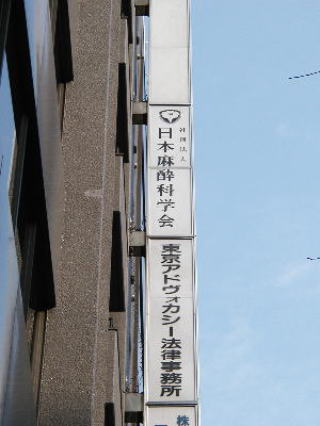 社団法人
日本麻酔科学会
東京アドヴォカシー法律事務所
株